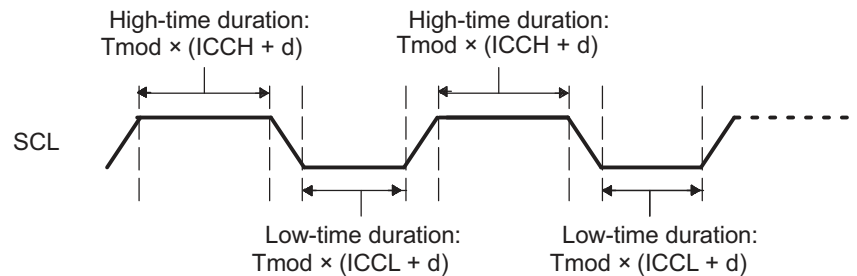 High-time duration:
Tmod × (ICCH + d)
High-time duration:
Tmod × (ICCH + d)
SCL
Low-time duration:
Tmod × (ICCL + d)
Low-time duration:
Tmod × (ICCL + d)